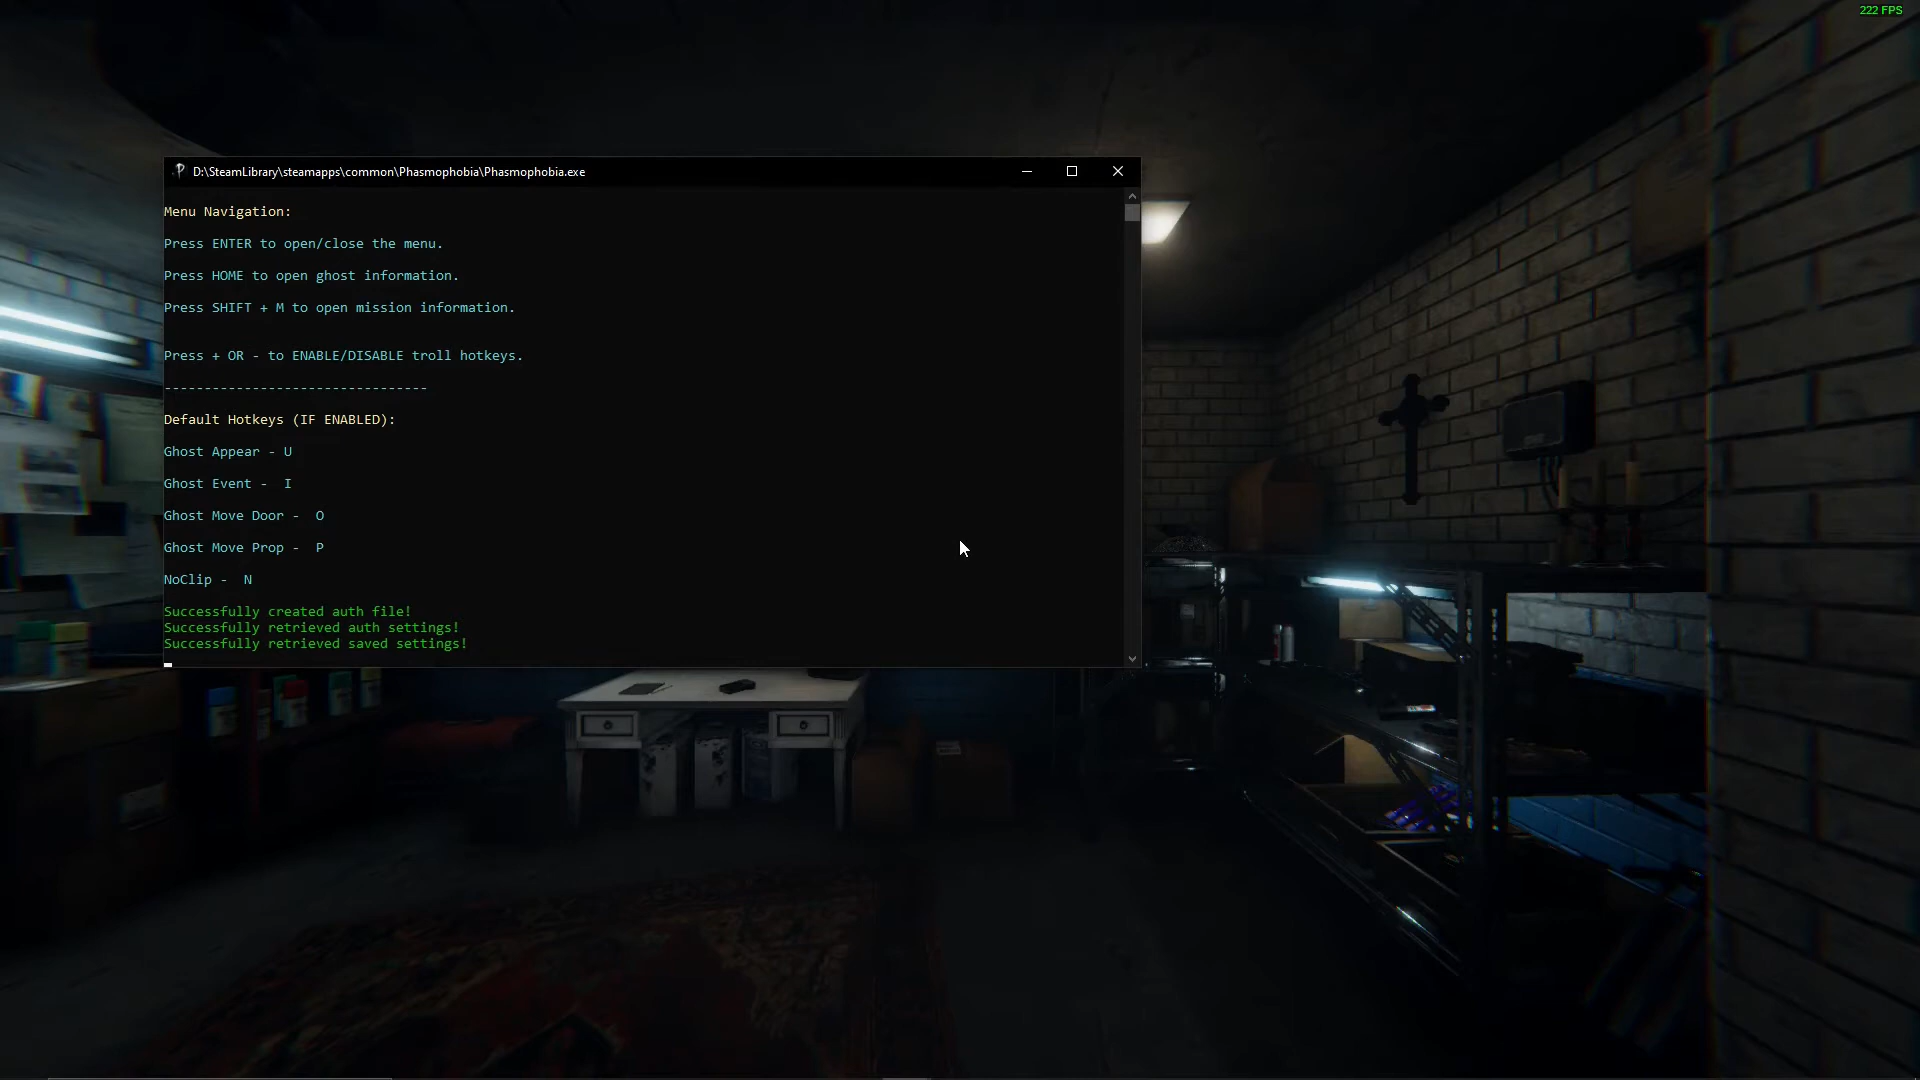 222 FPS
D:\SteamLibrary\steamapps\common\Phasmophobia\Phasmophobia.exe
Menu Navigation:
Press ENTER to open/close the menu.
Press HOME to open ghost information.
Press SHIFT + M to open mission information.
Press + OR - to ENABLE/DISABLE troll hotkeys.
---------------------------------
Default Hotkeys (IF ENABLED):
Ghost Appear - U
Ghost Event -  I
Ghost Move Door -  O
Ghost Move Prop -  P
NoClip -  N
Successfully created auth file!
Successfully retrieved auth settings!
Successfully retrieved saved settings!